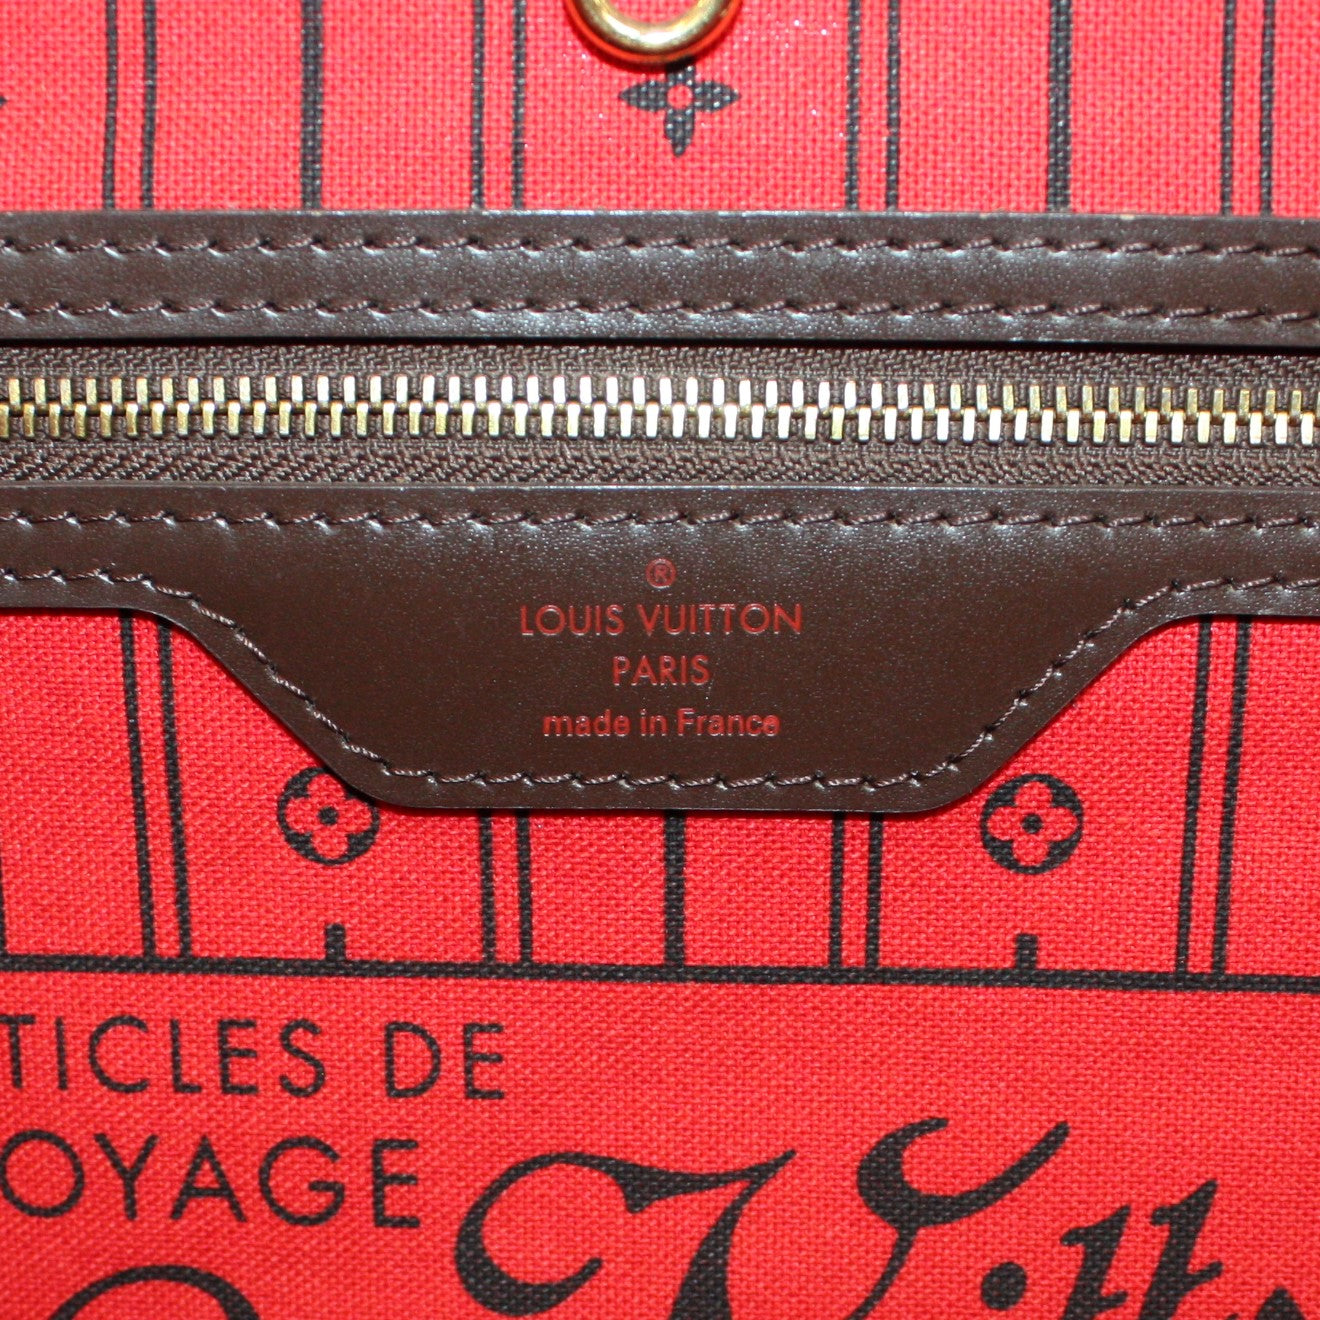 ®
LOUIS VUITTON
PARIS
made in France
TICLES DE
OYAGE